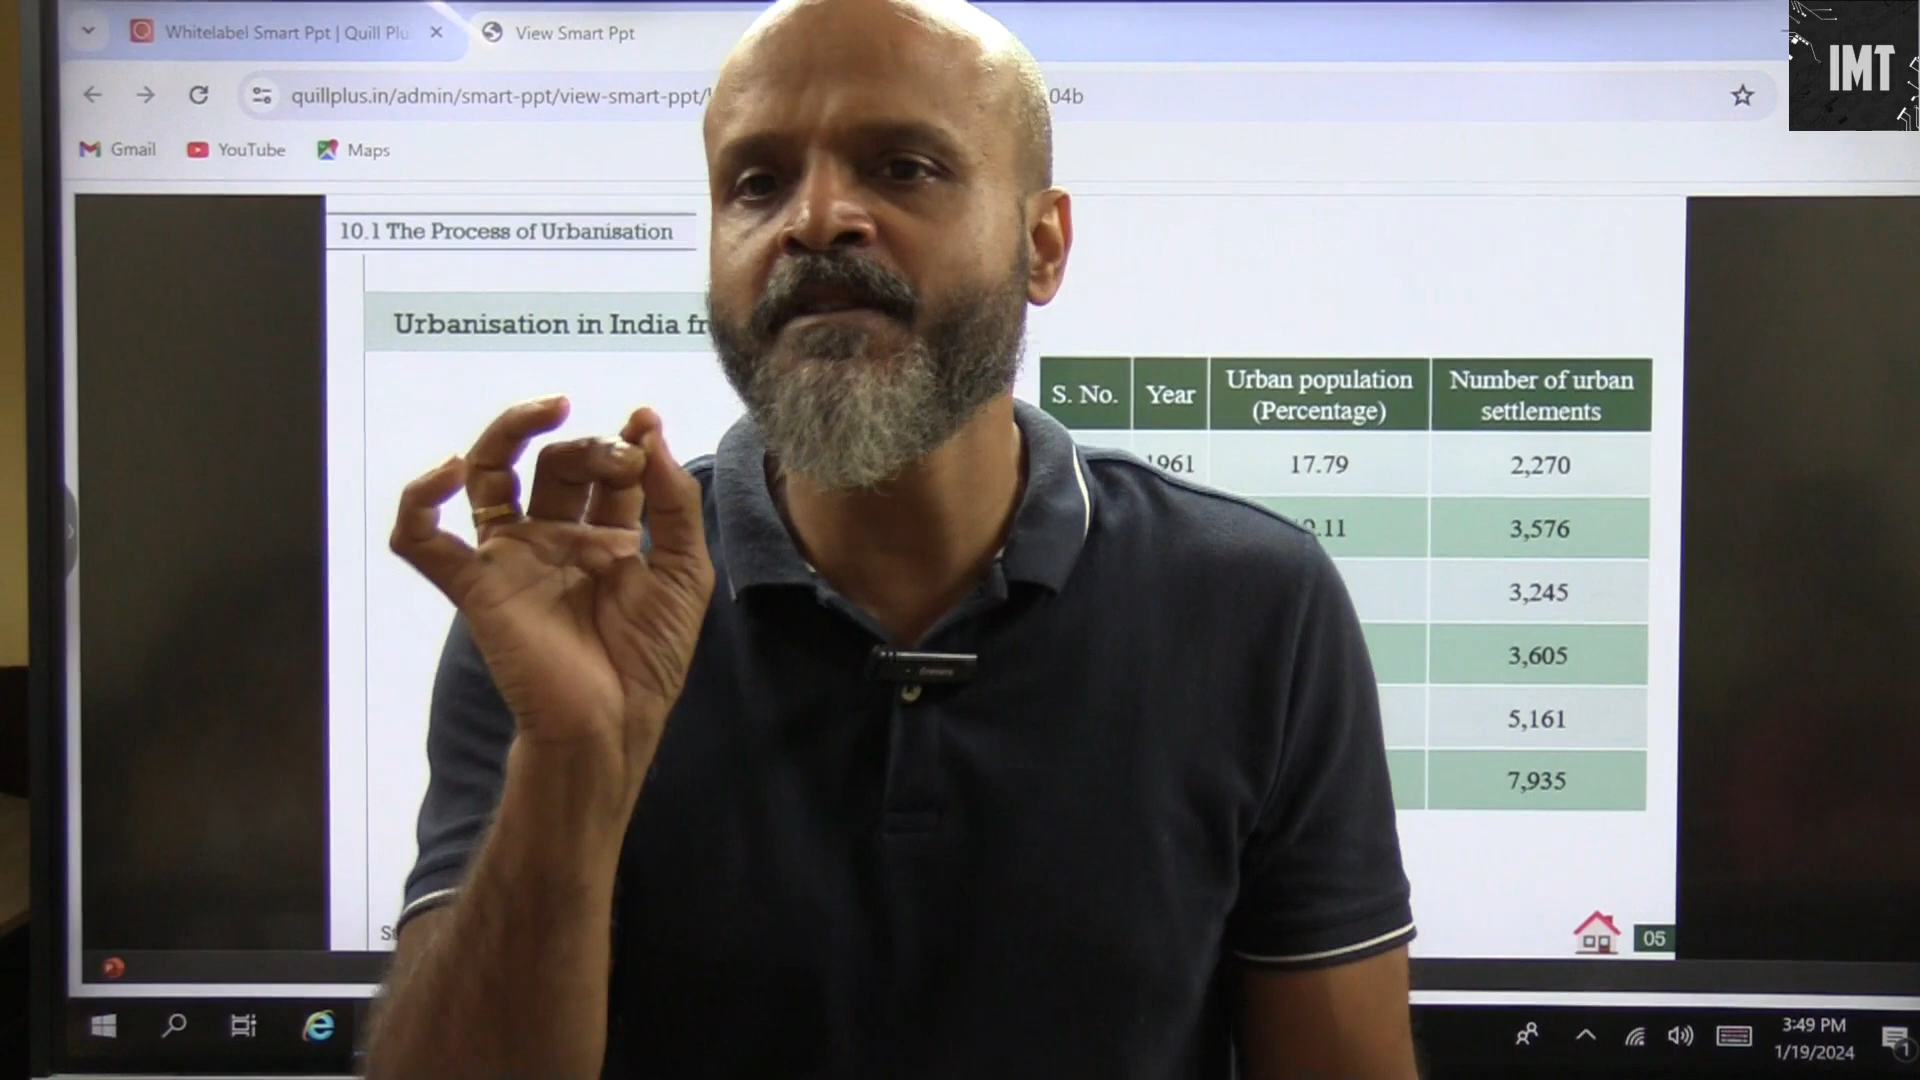 Whitelabel Smart Ppt | Quill Plu
View Smart Ppt
IMT
quillplus.in/admin/smart-ppt/view-smart-ppt/
04b
Gmail
YouTube
Maps
10.1 The Process of Urbanisation
Urbanisation in India
S. No.
Year
Urban population
(Percentage)
Number of urban
settlements
1961
17.79
2,270
.11
3,576
3,245
3,605
5,161
7,935
05
3:49 PM
1/19/2024
1